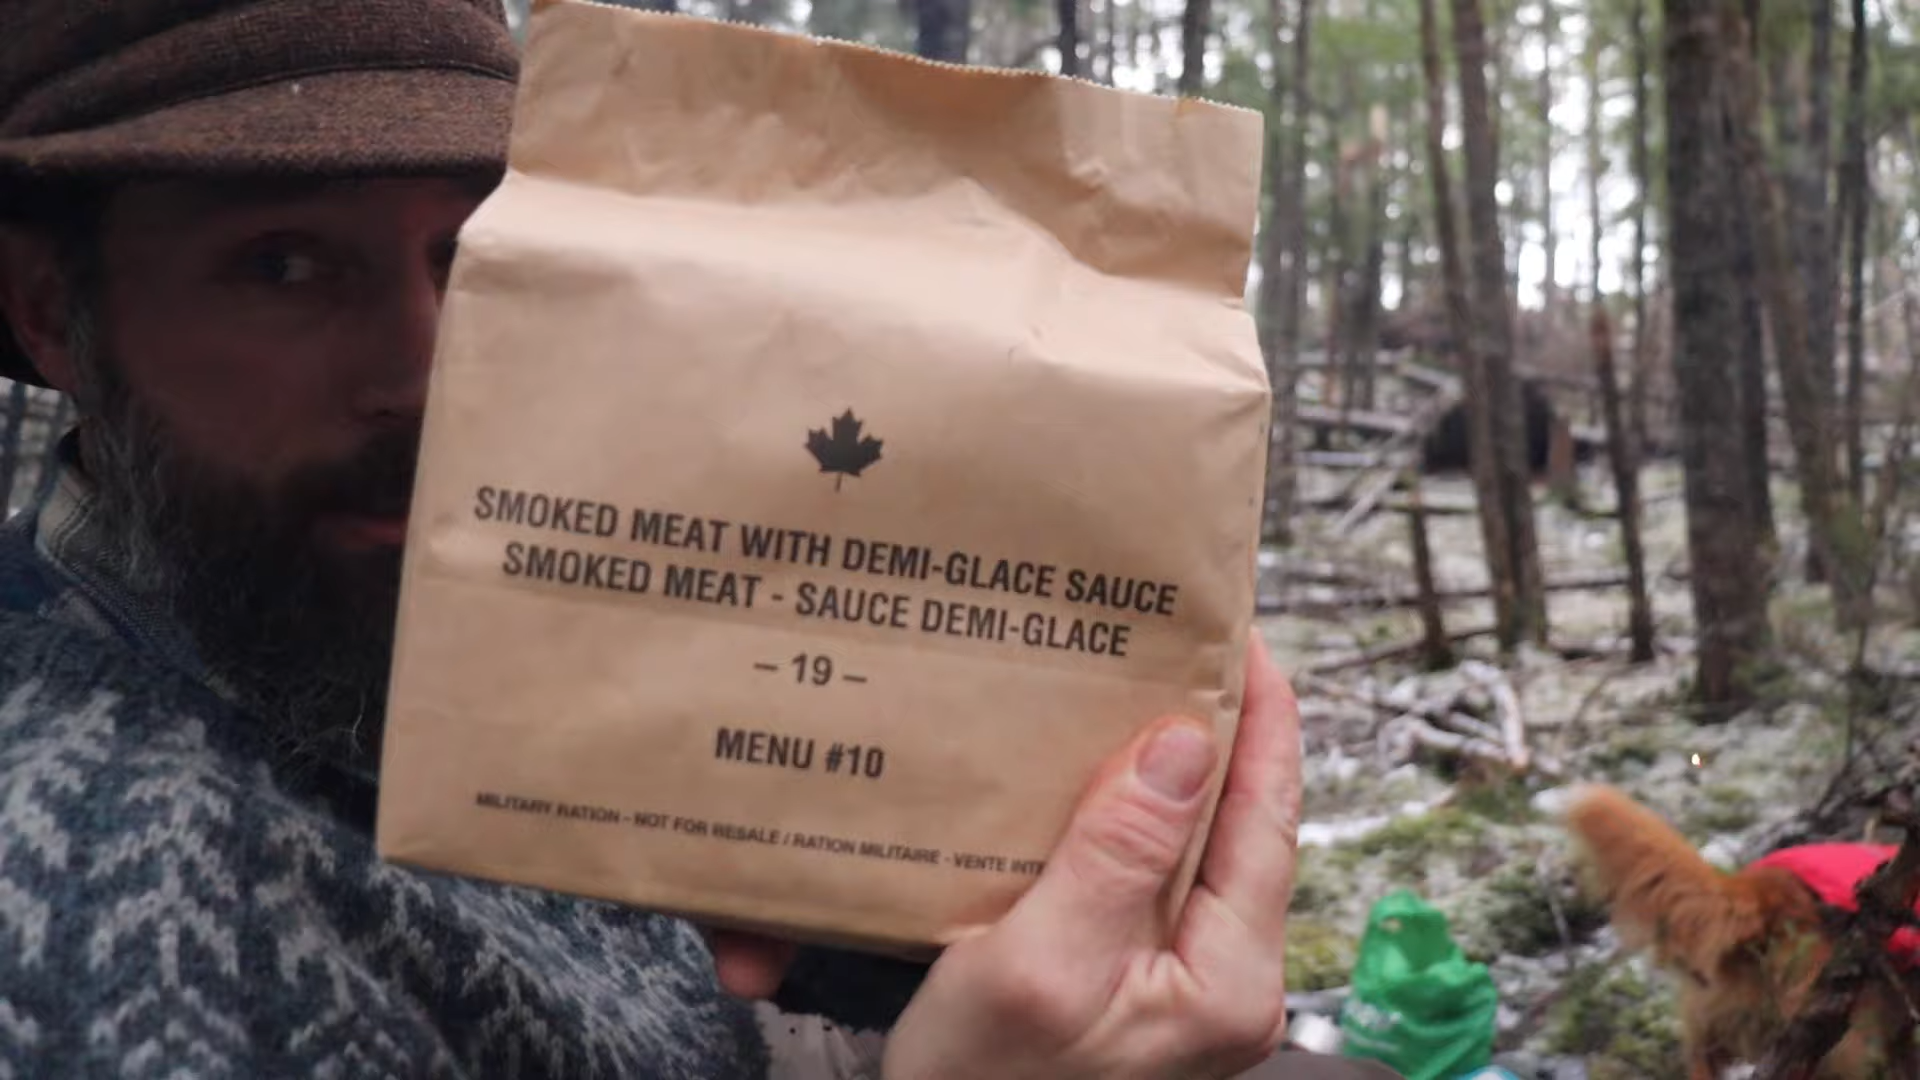 SMOKED MEAT WITH DEMI-GLACE SAUCE
SMOKED MEAT - SAUCE DEMI-GLACE
– 19 –
MENU #10
MILITARY RATION - NOT FOR RESALE / RATION MILITAIRE - VENTE